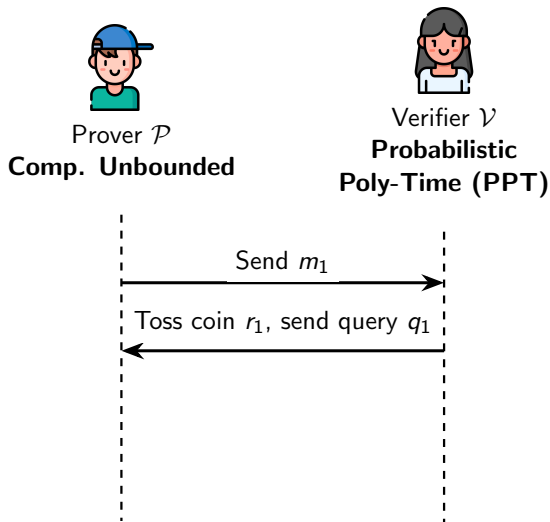 Prover 𝒫
Comp. Unbounded
Verifier 𝒱
Probabilistic
Poly-Time (PPT)
Send m₁
Toss coin r₁, send query q₁